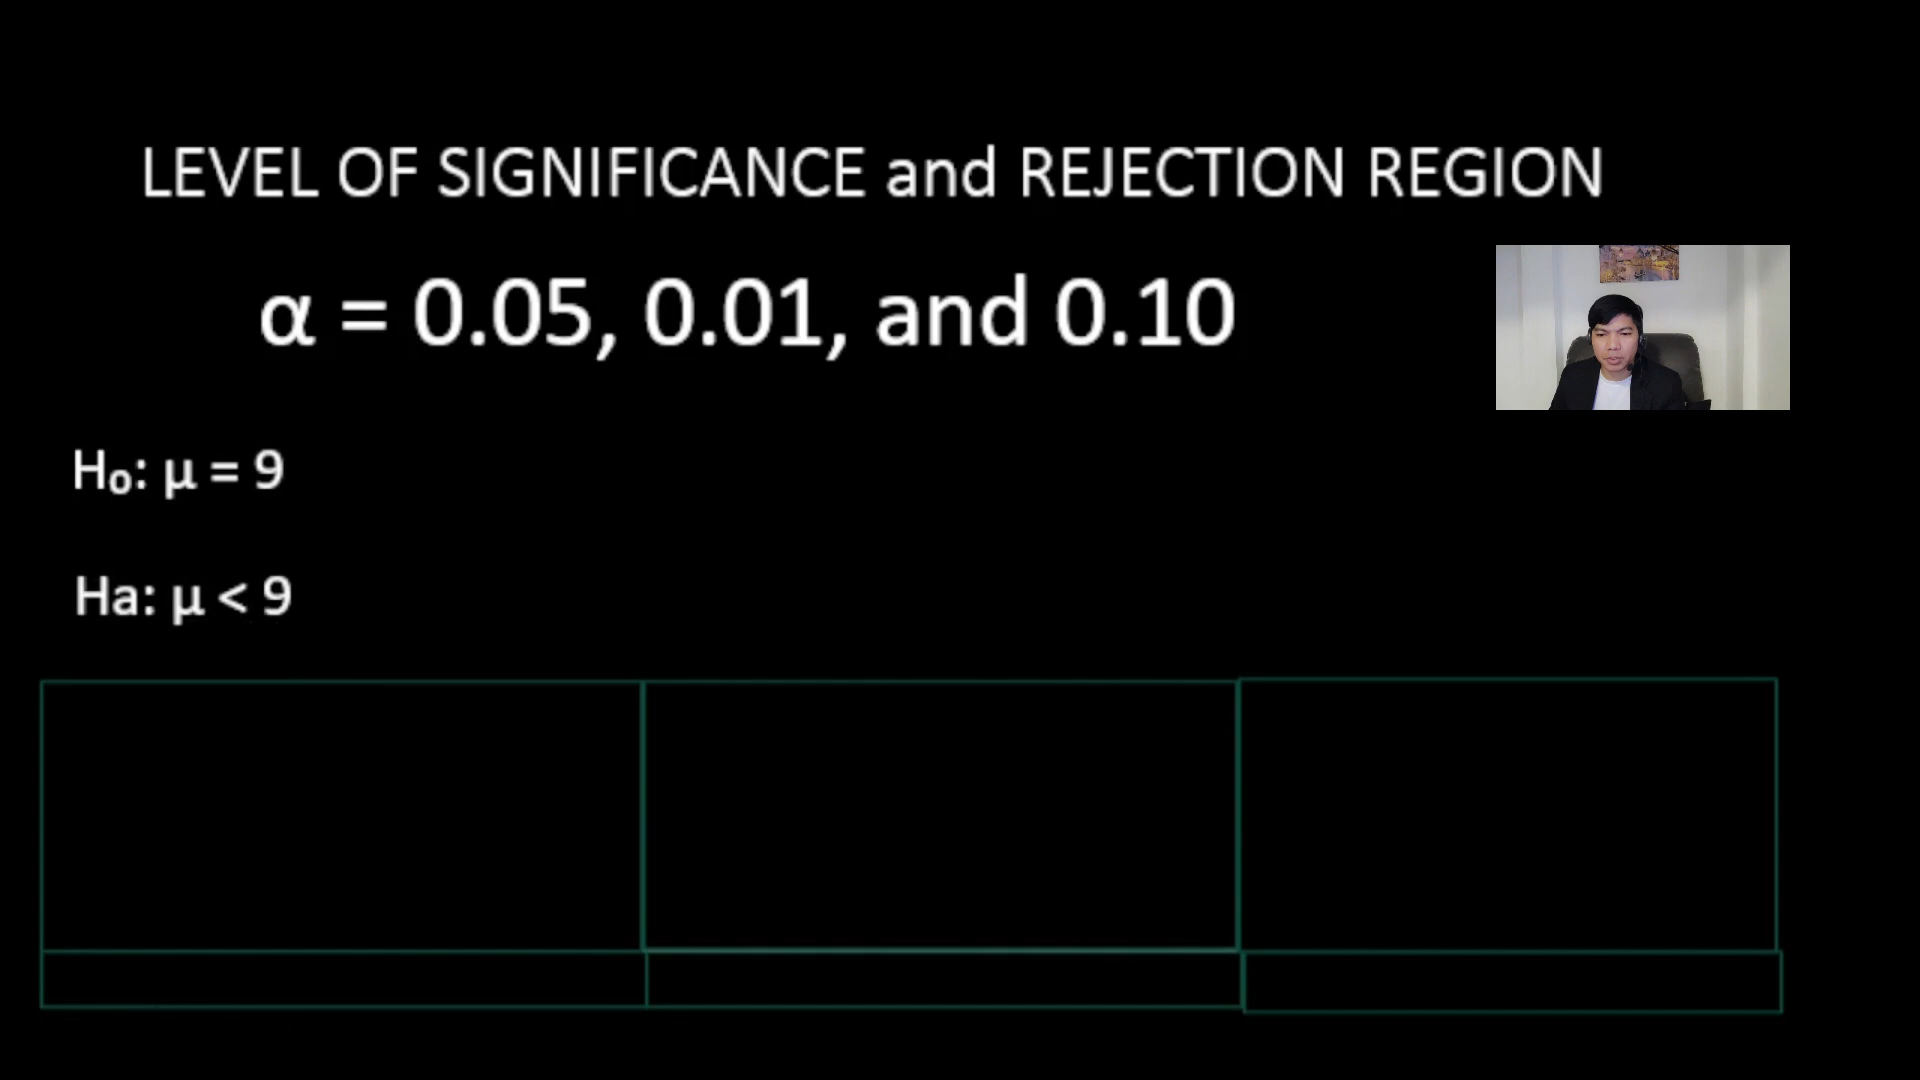 LEVEL OF SIGNIFICANCE and REJECTION REGION
α = 0.05, 0.01, and 0.10
H₀: µ = 9
Ha: µ < 9